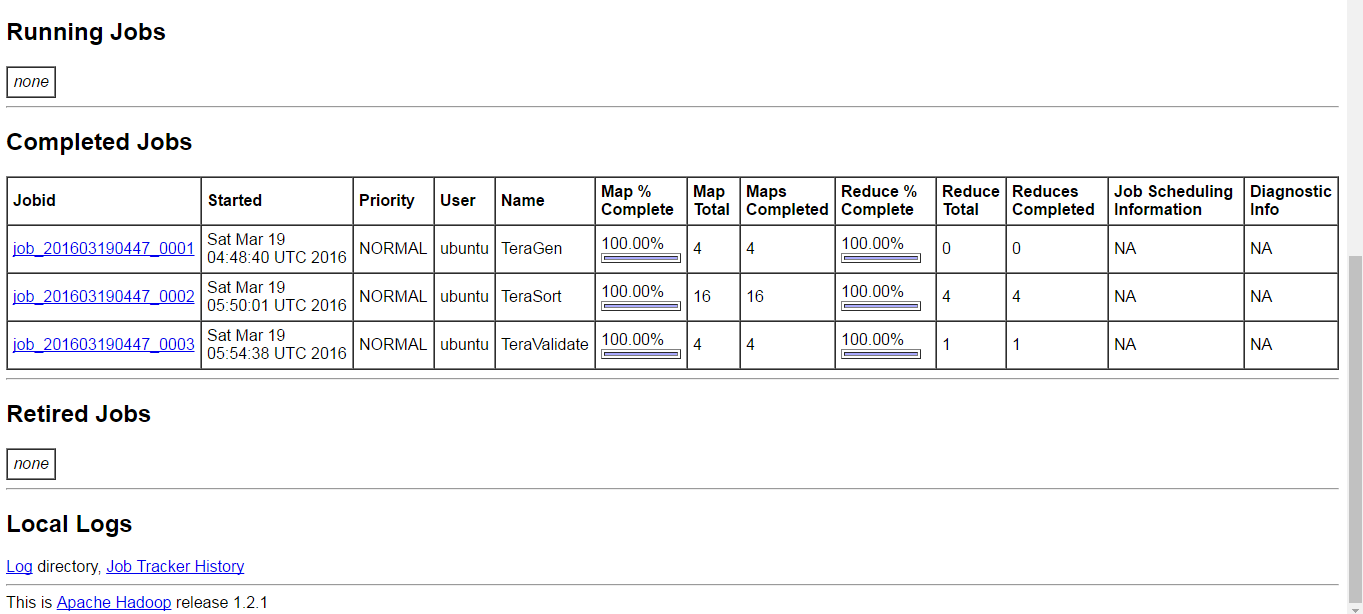 Running Jobs
none
Completed Jobs
Jobid Started Priority User Name Map % Complete Map Total Maps Completed Reduce % Complete Reduce Total Reduces Completed Job Scheduling Information Diagnostic Info
job_201603190447_0001 Sat Mar 19 04:48:40 UTC 2016 NORMAL ubuntu TeraGen 100.00% 4 4 100.00% 0 0 NA NA
job_201603190447_0002 Sat Mar 19 05:50:01 UTC 2016 NORMAL ubuntu TeraSort 100.00% 16 16 100.00% 4 4 NA NA
job_201603190447_0003 Sat Mar 19 05:54:38 UTC 2016 NORMAL ubuntu TeraValidate 100.00% 4 4 100.00% 1 1 NA NA
Retired Jobs
none
Local Logs
Log directory, Job Tracker History
This is Apache Hadoop release 1.2.1